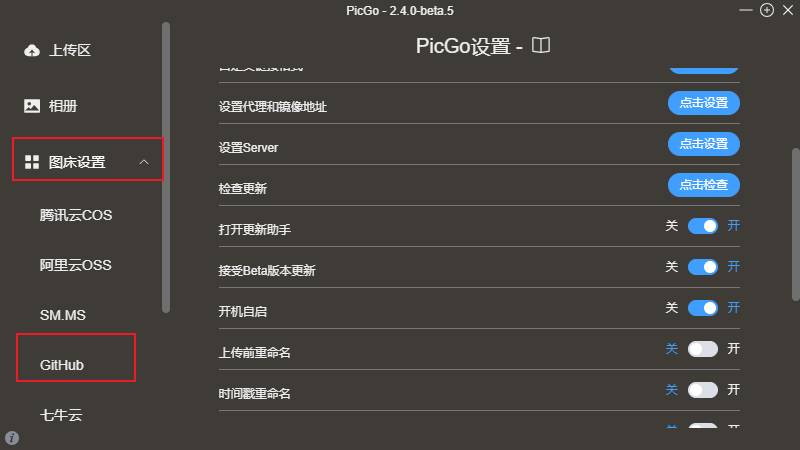 PicGo - 2.4.0-beta.5
上传区
相册
图床设置
腾讯云COS
阿里云OSS
SM.MS
GitHub
七牛云
PicGo设置 -
设置代理和镜像地址 点击设置
设置Server 点击设置
检查更新 点击检查
打开更新助手 关 开
接受Beta版本更新 关 开
开机自启 关 开
上传前重命名 关 开
时间戳重命名 关 开